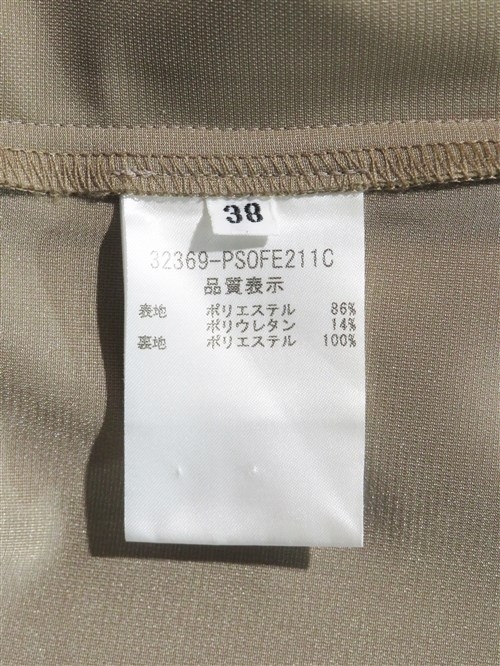 38
32369-PSOFE211C
品質表示
表地 ポリエステル 86%
ポリウレタン 14%
裏地 ポリエステル 100%